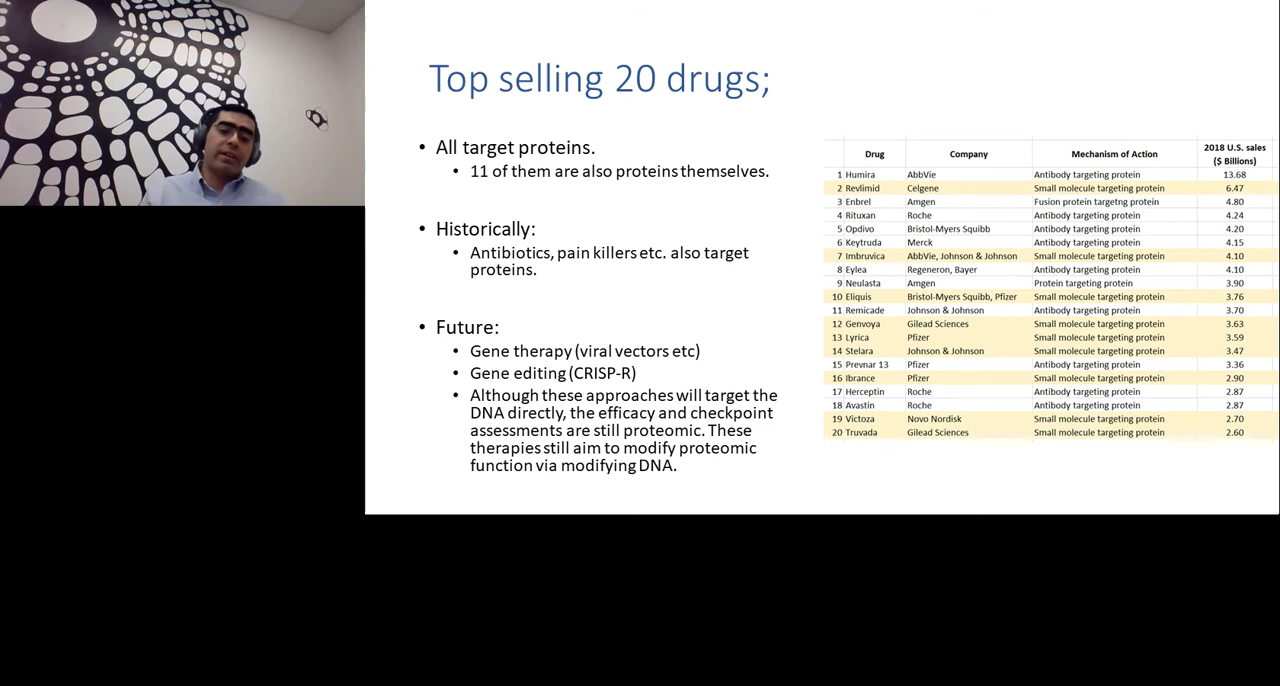 Top selling 20 drugs;
• All target proteins.
• 11 of them are also proteins themselves.
• Historically:
• Antibiotics, pain killers etc. also target
proteins.
• Future:
• Gene therapy (viral vectors etc)
• Gene editing (CRISP-R)
• Although these approaches will target the
DNA directly, the efficacy and checkpoint
assessments are still proteomic. These
therapies still aim to modify proteomic
function via modifying DNA.
Drug Company Mechanism of Action 2018 U.S. sales
($ Billions)
1 Humira AbbVie Antibody targeting protein 13.68
2 Revlimid Celgene Small molecule targeting protein 6.47
3 Enbrel Amgen Fusion protein targetng protein 4.80
4 Rituxan Roche Antibody targeting protein 4.24
5 Opdivo Bristol-Myers Squibb Antibody targeting protein 4.20
6 Keytruda Merck Antibody targeting protein 4.15
7 Imbruvica AbbVie, Johnson & Johnson Small molecule targeting protein 4.10
8 Eylea Regeneron, Bayer Antibody targeting protein 4.10
9 Neulasta Amgen Protein targeting protein 3.90
10 Eliquis Bristol-Myers Squibb, Pfizer Small molecule targeting protein 3.76
11 Remicade Johnson & Johnson Antibody targeting protein 3.70
12 Genvoya Gilead Sciences Small molecule targeting protein 3.63
13 Lyrica Pfizer Small molecule targeting protein 3.59
14 Stelara Johnson & Johnson Small molecule targeting protein 3.47
15 Prevnar 13 Pfizer Antibody targeting protein 3.36
16 Ibrance Pfizer Small molecule targeting protein 2.90
17 Herceptin Roche Antibody targeting protein 2.87
18 Avastin Roche Antibody targeting protein 2.87
19 Victoza Novo Nordisk Small molecule targeting protein 2.70
20 Truvada Gilead Sciences Small molecule targeting protein 2.60